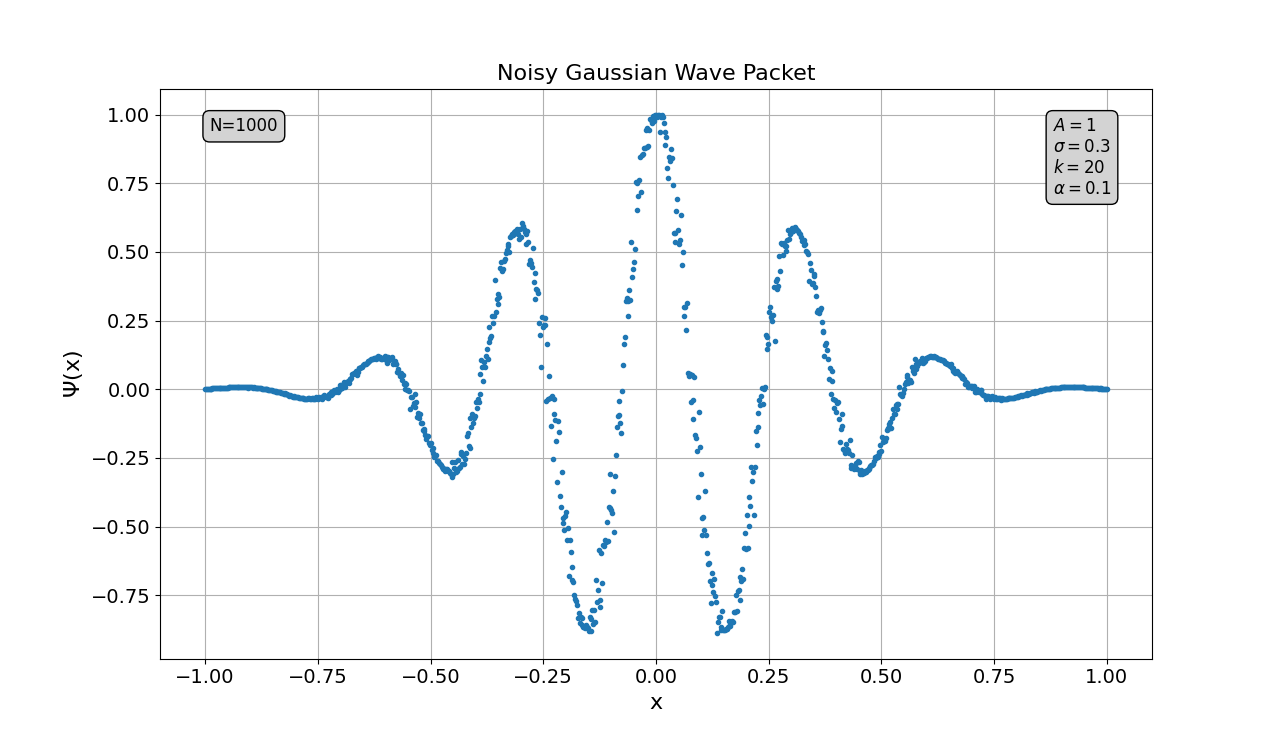 Noisy Gaussian Wave Packet
N=1000
A = 1
σ = 0.3
k = 20
α = 0.1
Ψ(x)
1.00
0.75
0.50
0.25
0.00
−0.25
−0.50
−0.75
−1.00 −0.75 −0.50 −0.25 0.00 0.25 0.50 0.75 1.00
x